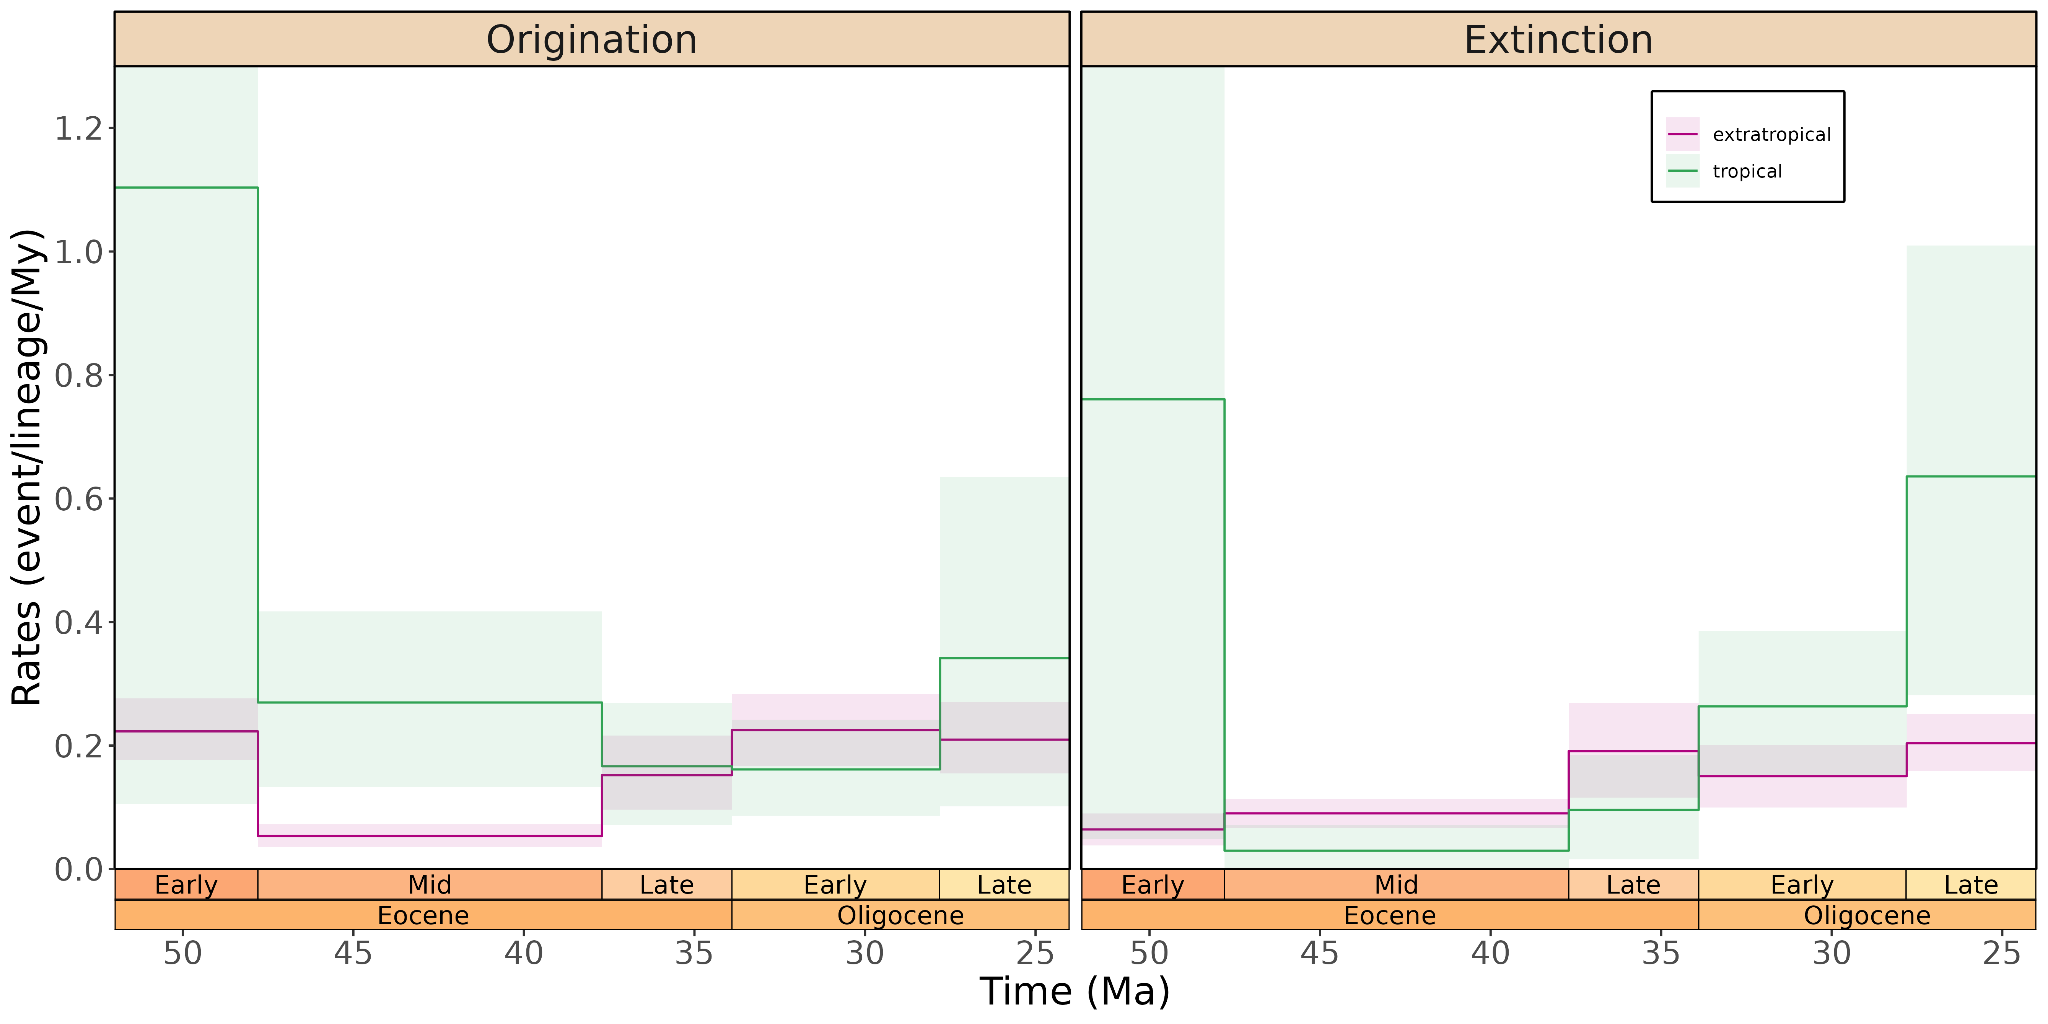 Origination
Extinction
Rates (event/lineage/My)
1.2
1.0
0.8
0.6
0.4
0.2
0.0
extratropical
tropical
Early Mid Late Early Late
Eocene Oligocene
50 45 40 35 30 25
Early Mid Late Early Late
Eocene Oligocene
50 45 40 35 30 25
Time (Ma)